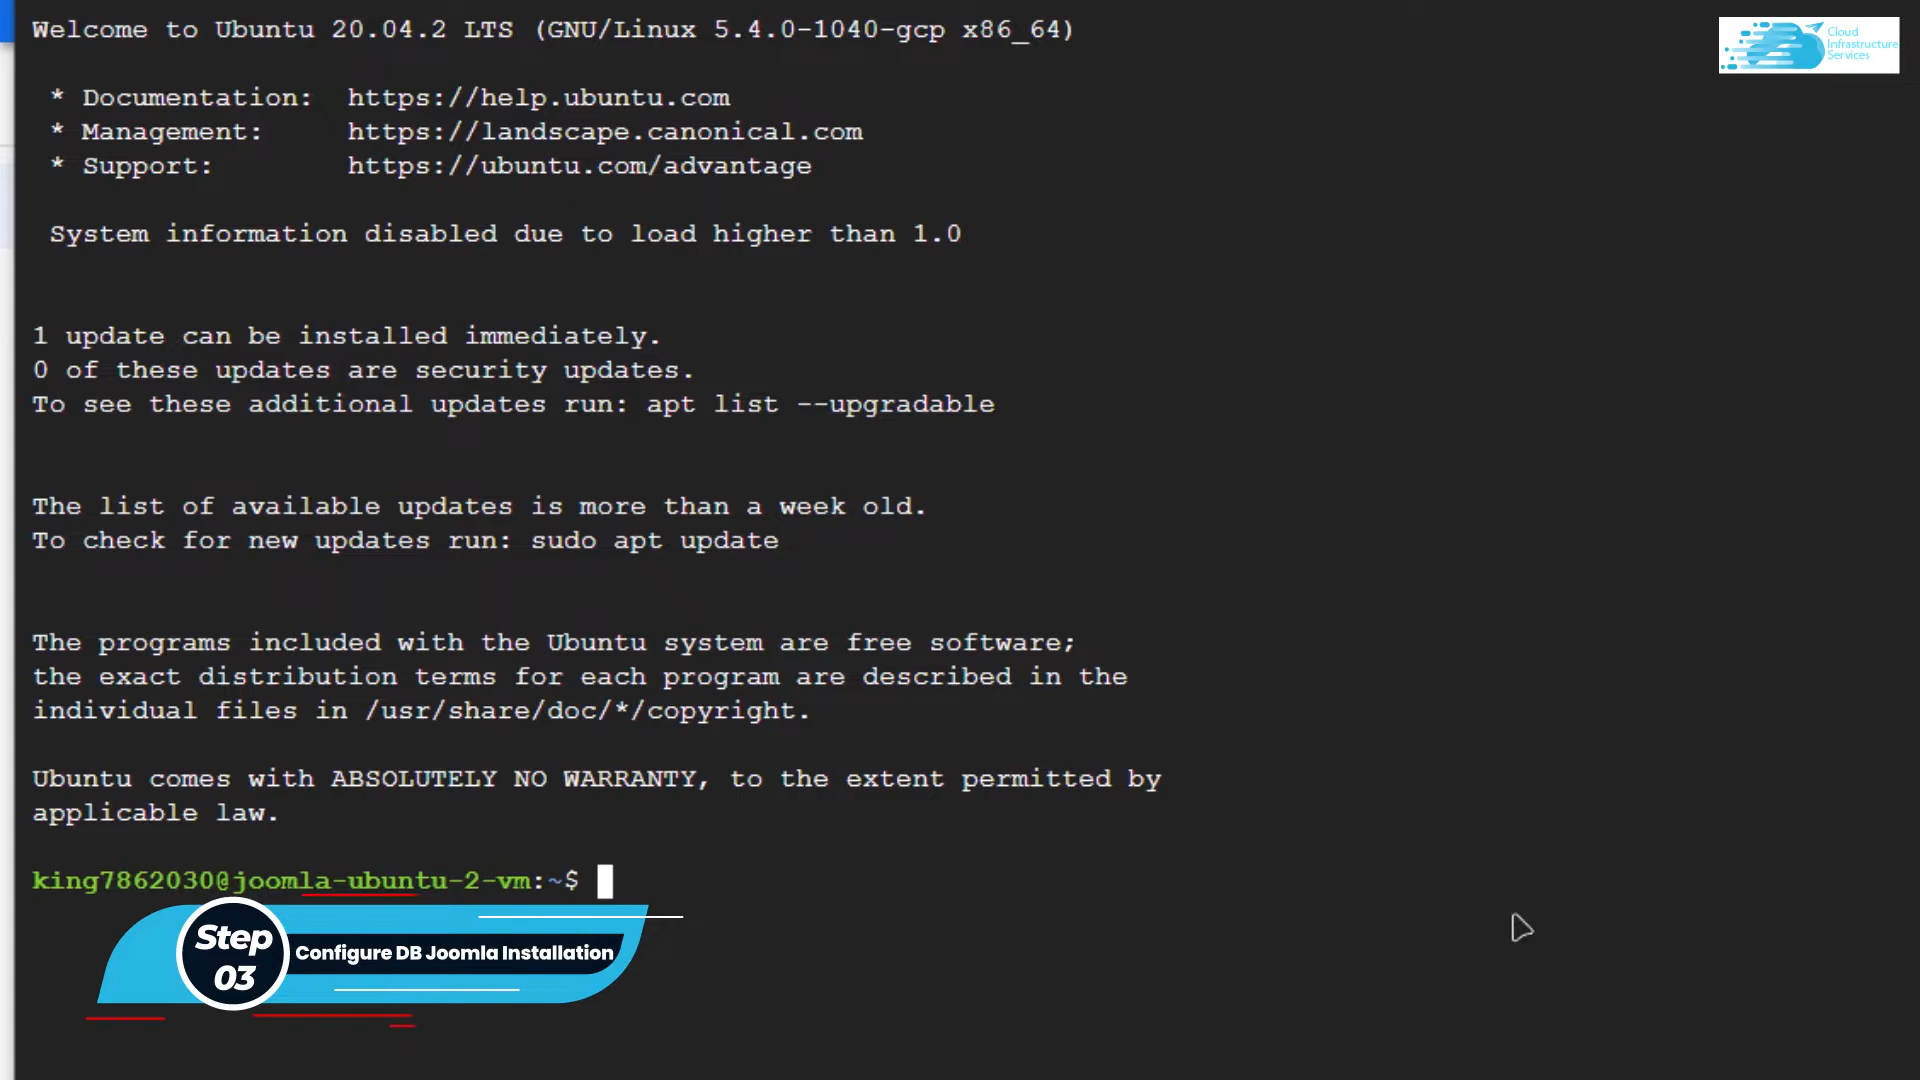 Welcome to Ubuntu 20.04.2 LTS (GNU/Linux 5.4.0-1040-gcp x86_64)
Cloud
Infrastructure
Services
* Documentation: https://help.ubuntu.com
* Management: https://landscape.canonical.com
* Support: https://ubuntu.com/advantage
System information disabled due to load higher than 1.0
1 update can be installed immediately.
0 of these updates are security updates.
To see these additional updates run: apt list --upgradable
The list of available updates is more than a week old.
To check for new updates run: sudo apt update
The programs included with the Ubuntu system are free software;
the exact distribution terms for each program are described in the
individual files in /usr/share/doc/*/copyright.
Ubuntu comes with ABSOLUTELY NO WARRANTY, to the extent permitted by
applicable law.
king7862030@joomla-ubuntu-2-vm:~$
Step
03
Configure DB Joomla Installation